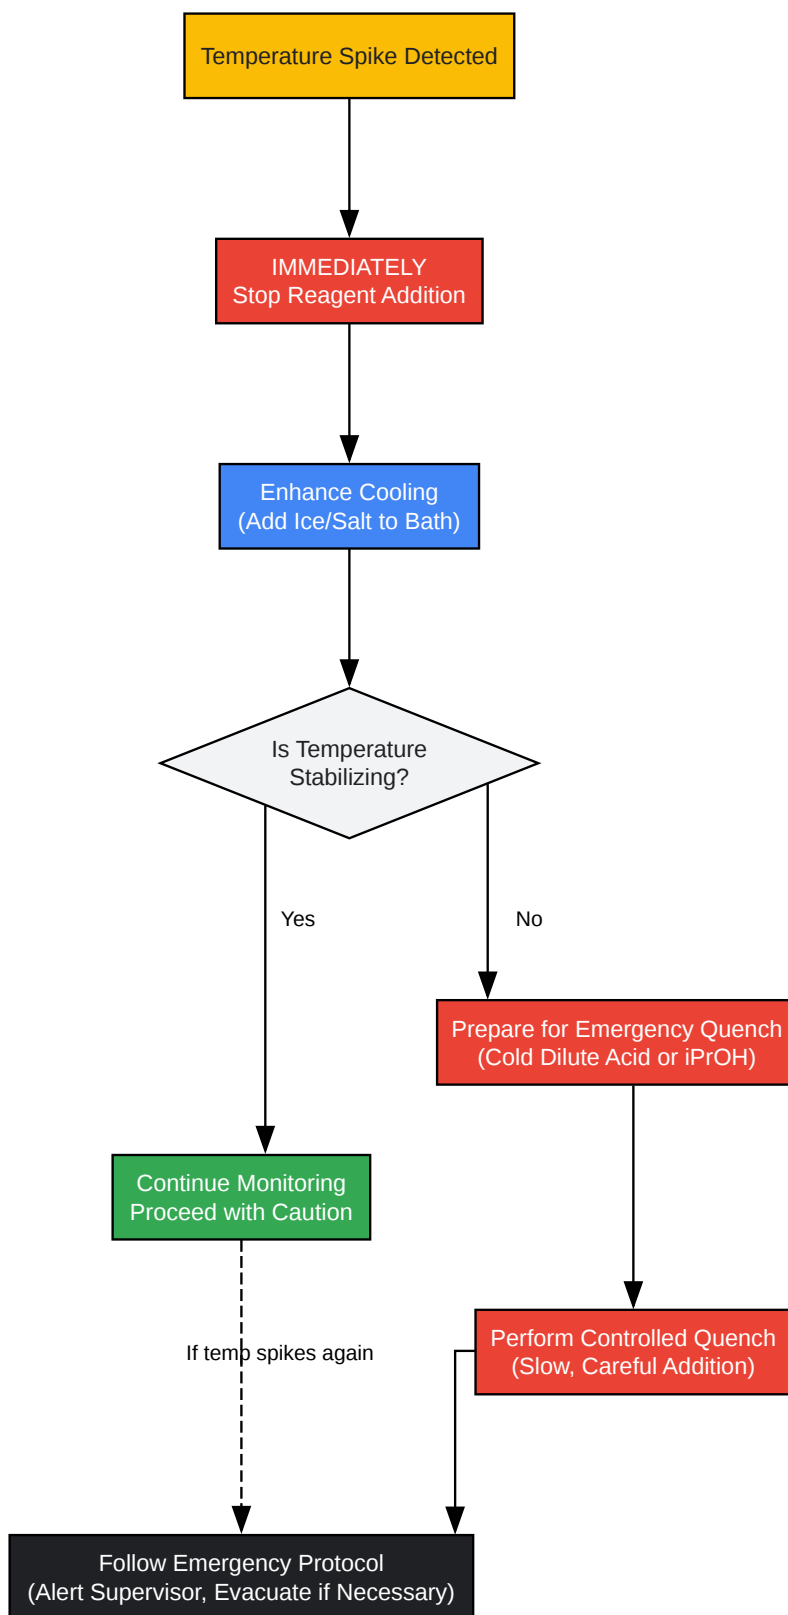 Temperature Spike Detected
IMMEDIATELY
Stop Reagent Addition
Enhance Cooling
(Add Ice/Salt to Bath)
Is Temperature
Stabilizing?
Yes
No
Prepare for Emergency Quench
(Cold Dilute Acid or iPrOH)
Continue Monitoring
Proceed with Caution
If temp spikes again
Perform Controlled Quench
(Slow, Careful Addition)
Follow Emergency Protocol
(Alert Supervisor, Evacuate if Necessary)